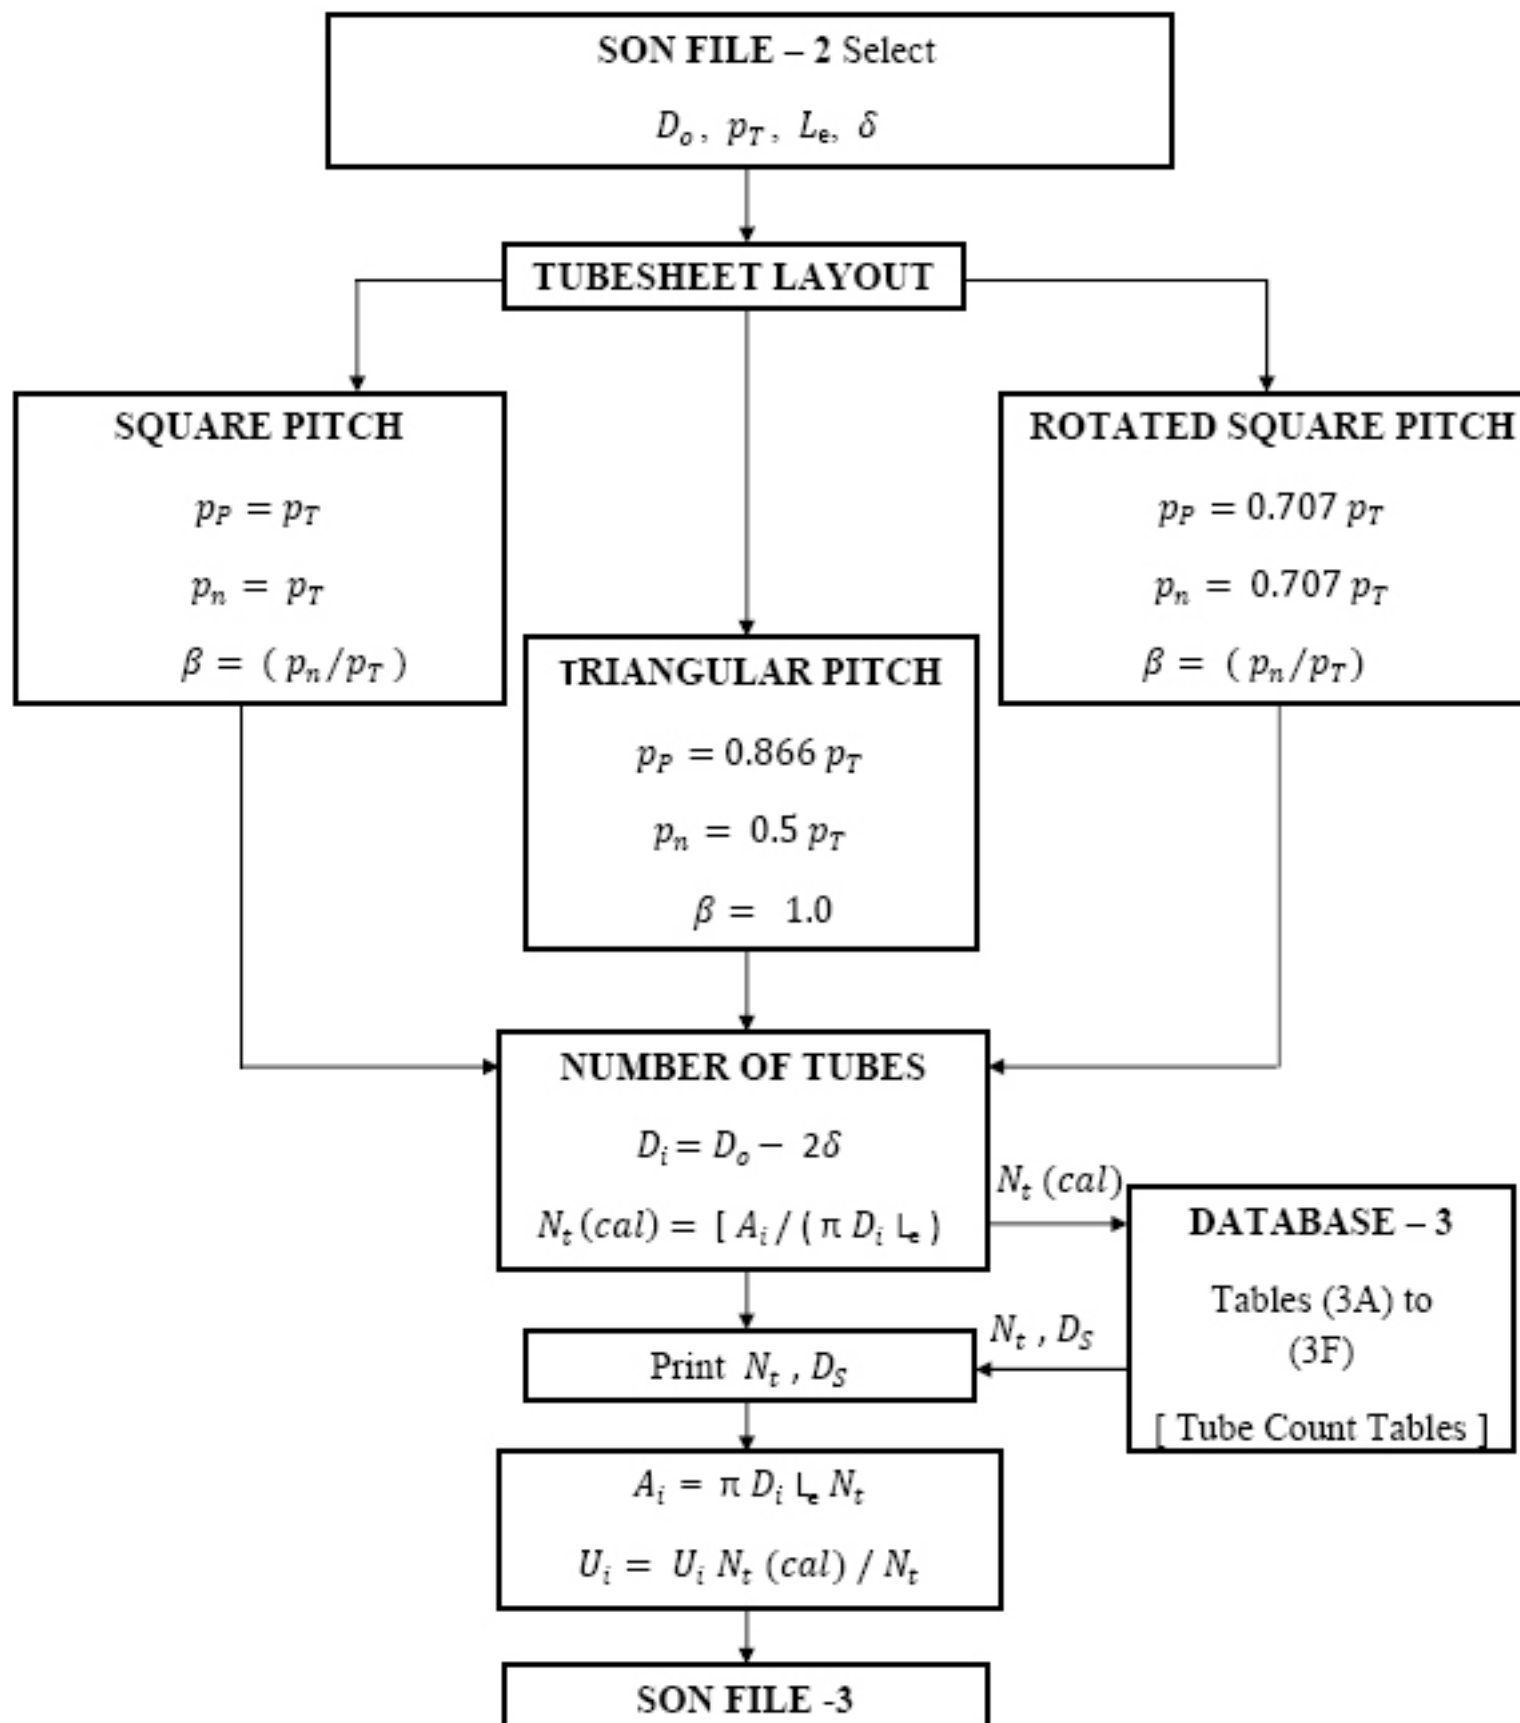 SON FILE – 2 Select
D_o , p_T , L_e, δ
TUBESHEET LAYOUT
SQUARE PITCH
p_P = p_T
p_n = p_T
β = ( p_n/p_T )
TRIANGULAR PITCH
p_P = 0.866 p_T
p_n = 0.5 p_T
β = 1.0
ROTATED SQUARE PITCH
p_P = 0.707 p_T
p_n = 0.707 p_T
β = ( p_n/p_T)
NUMBER OF TUBES
D_i = D_o − 2δ
N_t (cal) = [ A_i / ( π D_i L_e )
N_t (cal)
DATABASE – 3
Tables (3A) to
(3F)
[ Tube Count Tables ]
N_t , D_S
Print N_t , D_S
A_i = π D_i L_e N_t
U_i = U_i N_t (cal) / N_t
SON FILE -3